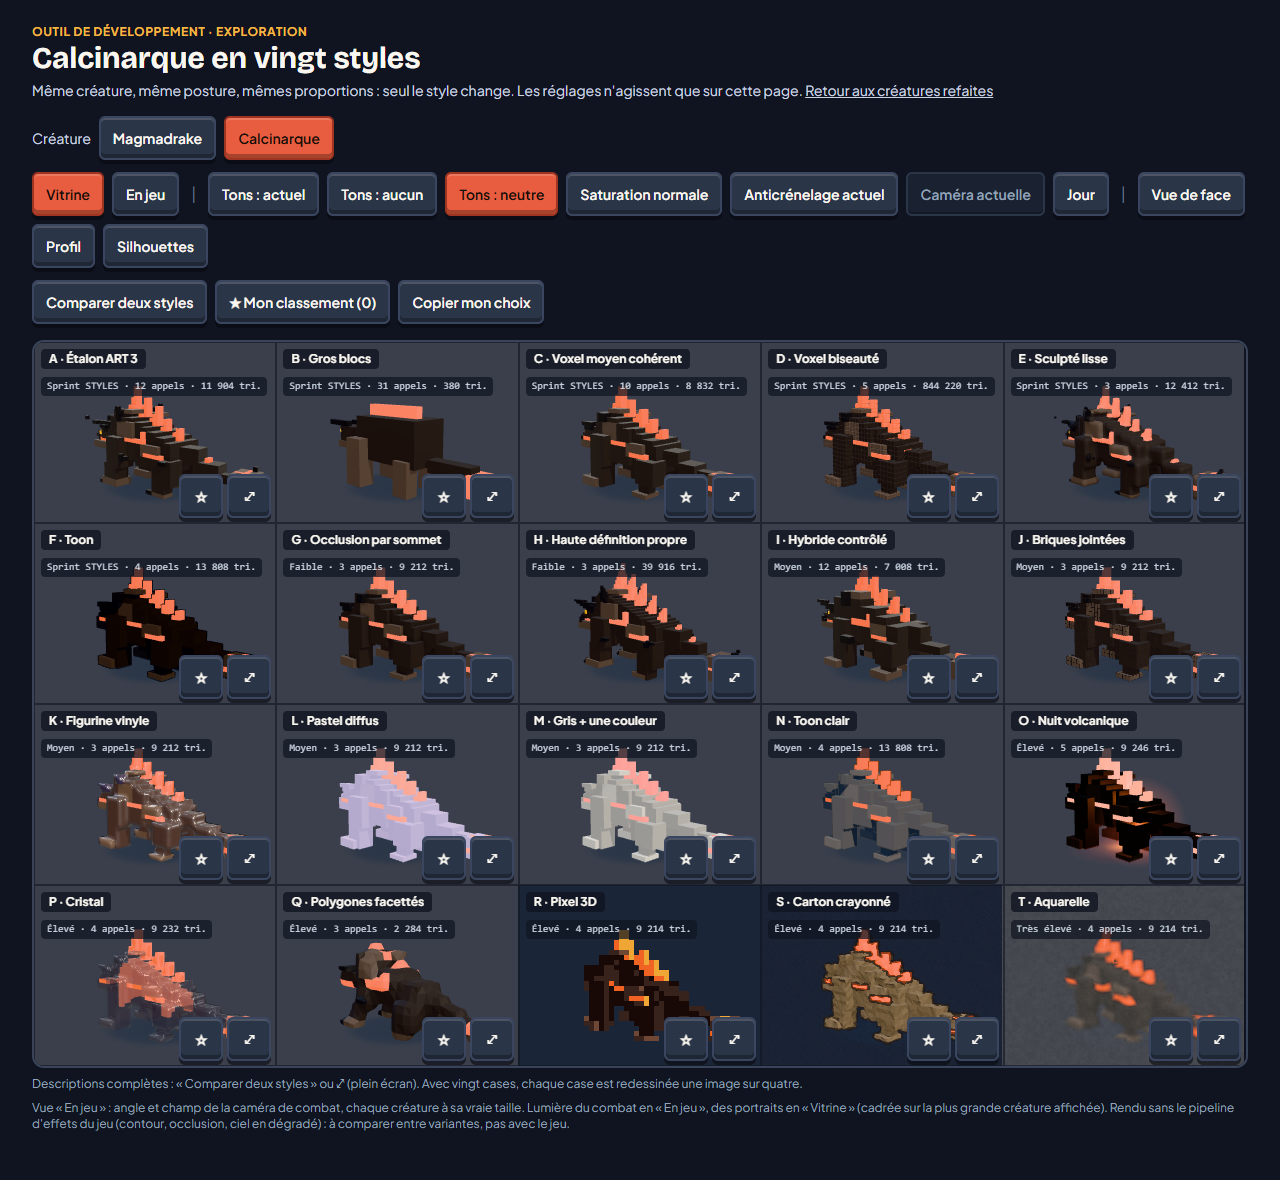 OUTIL DE DÉVELOPPEMENT · EXPLORATION
Calcinarque en vingt styles
Même créature, même posture, mêmes proportions : seul le style change. Les réglages n'agissent que sur cette page. Retour aux créatures refaites
Créature Magmadrake Calcinarque
Vitrine En jeu | Tons : actuel Tons : aucun Tons : neutre Saturation normale Anticrénelage actuel Caméra actuelle Jour | Vue de face
Profil Silhouettes
Comparer deux styles ★ Mon classement (0) Copier mon choix
A · Étalon ART 3 B · Gros blocs C · Voxel moyen cohérent D · Voxel biseauté E · Sculpté lisse
Sprint STYLES · 12 appels · 11 904 tri. Sprint STYLES · 31 appels · 380 tri. Sprint STYLES · 10 appels · 8 832 tri. Sprint STYLES · 5 appels · 844 220 tri. Sprint STYLES · 3 appels · 12 412 tri.
F · Toon G · Occlusion par sommet H · Haute définition propre I · Hybride contrôlé J · Briques jointées
Sprint STYLES · 4 appels · 13 808 tri. Faible · 3 appels · 9 212 tri. Faible · 3 appels · 39 916 tri. Moyen · 12 appels · 7 008 tri. Moyen · 3 appels · 9 212 tri.
K · Figurine vinyle L · Pastel diffus M · Gris + une couleur N · Toon clair O · Nuit volcanique
Moyen · 3 appels · 9 212 tri. Moyen · 3 appels · 9 212 tri. Moyen · 3 appels · 9 212 tri. Moyen · 4 appels · 13 808 tri. Élevé · 5 appels · 9 246 tri.
P · Cristal Q · Polygones facettés R · Pixel 3D S · Carton crayonné T · Aquarelle
Élevé · 4 appels · 9 232 tri. Élevé · 3 appels · 2 284 tri. Élevé · 4 appels · 9 214 tri. Élevé · 4 appels · 9 214 tri. Très élevé · 4 appels · 9 214 tri.
Descriptions complètes : « Comparer deux styles » ou ⤢ (plein écran). Avec vingt cases, chaque case est redessinée une image sur quatre.
Vue « En jeu » : angle et champ de la caméra de combat, chaque créature à sa vraie taille. Lumière du combat en « En jeu », des portraits en « Vitrine » (cadrée sur la plus grande créature affichée). Rendu sans le pipeline
d'effets du jeu (contour, occlusion, ciel en dégradé) : à comparer entre variantes, pas avec le jeu.